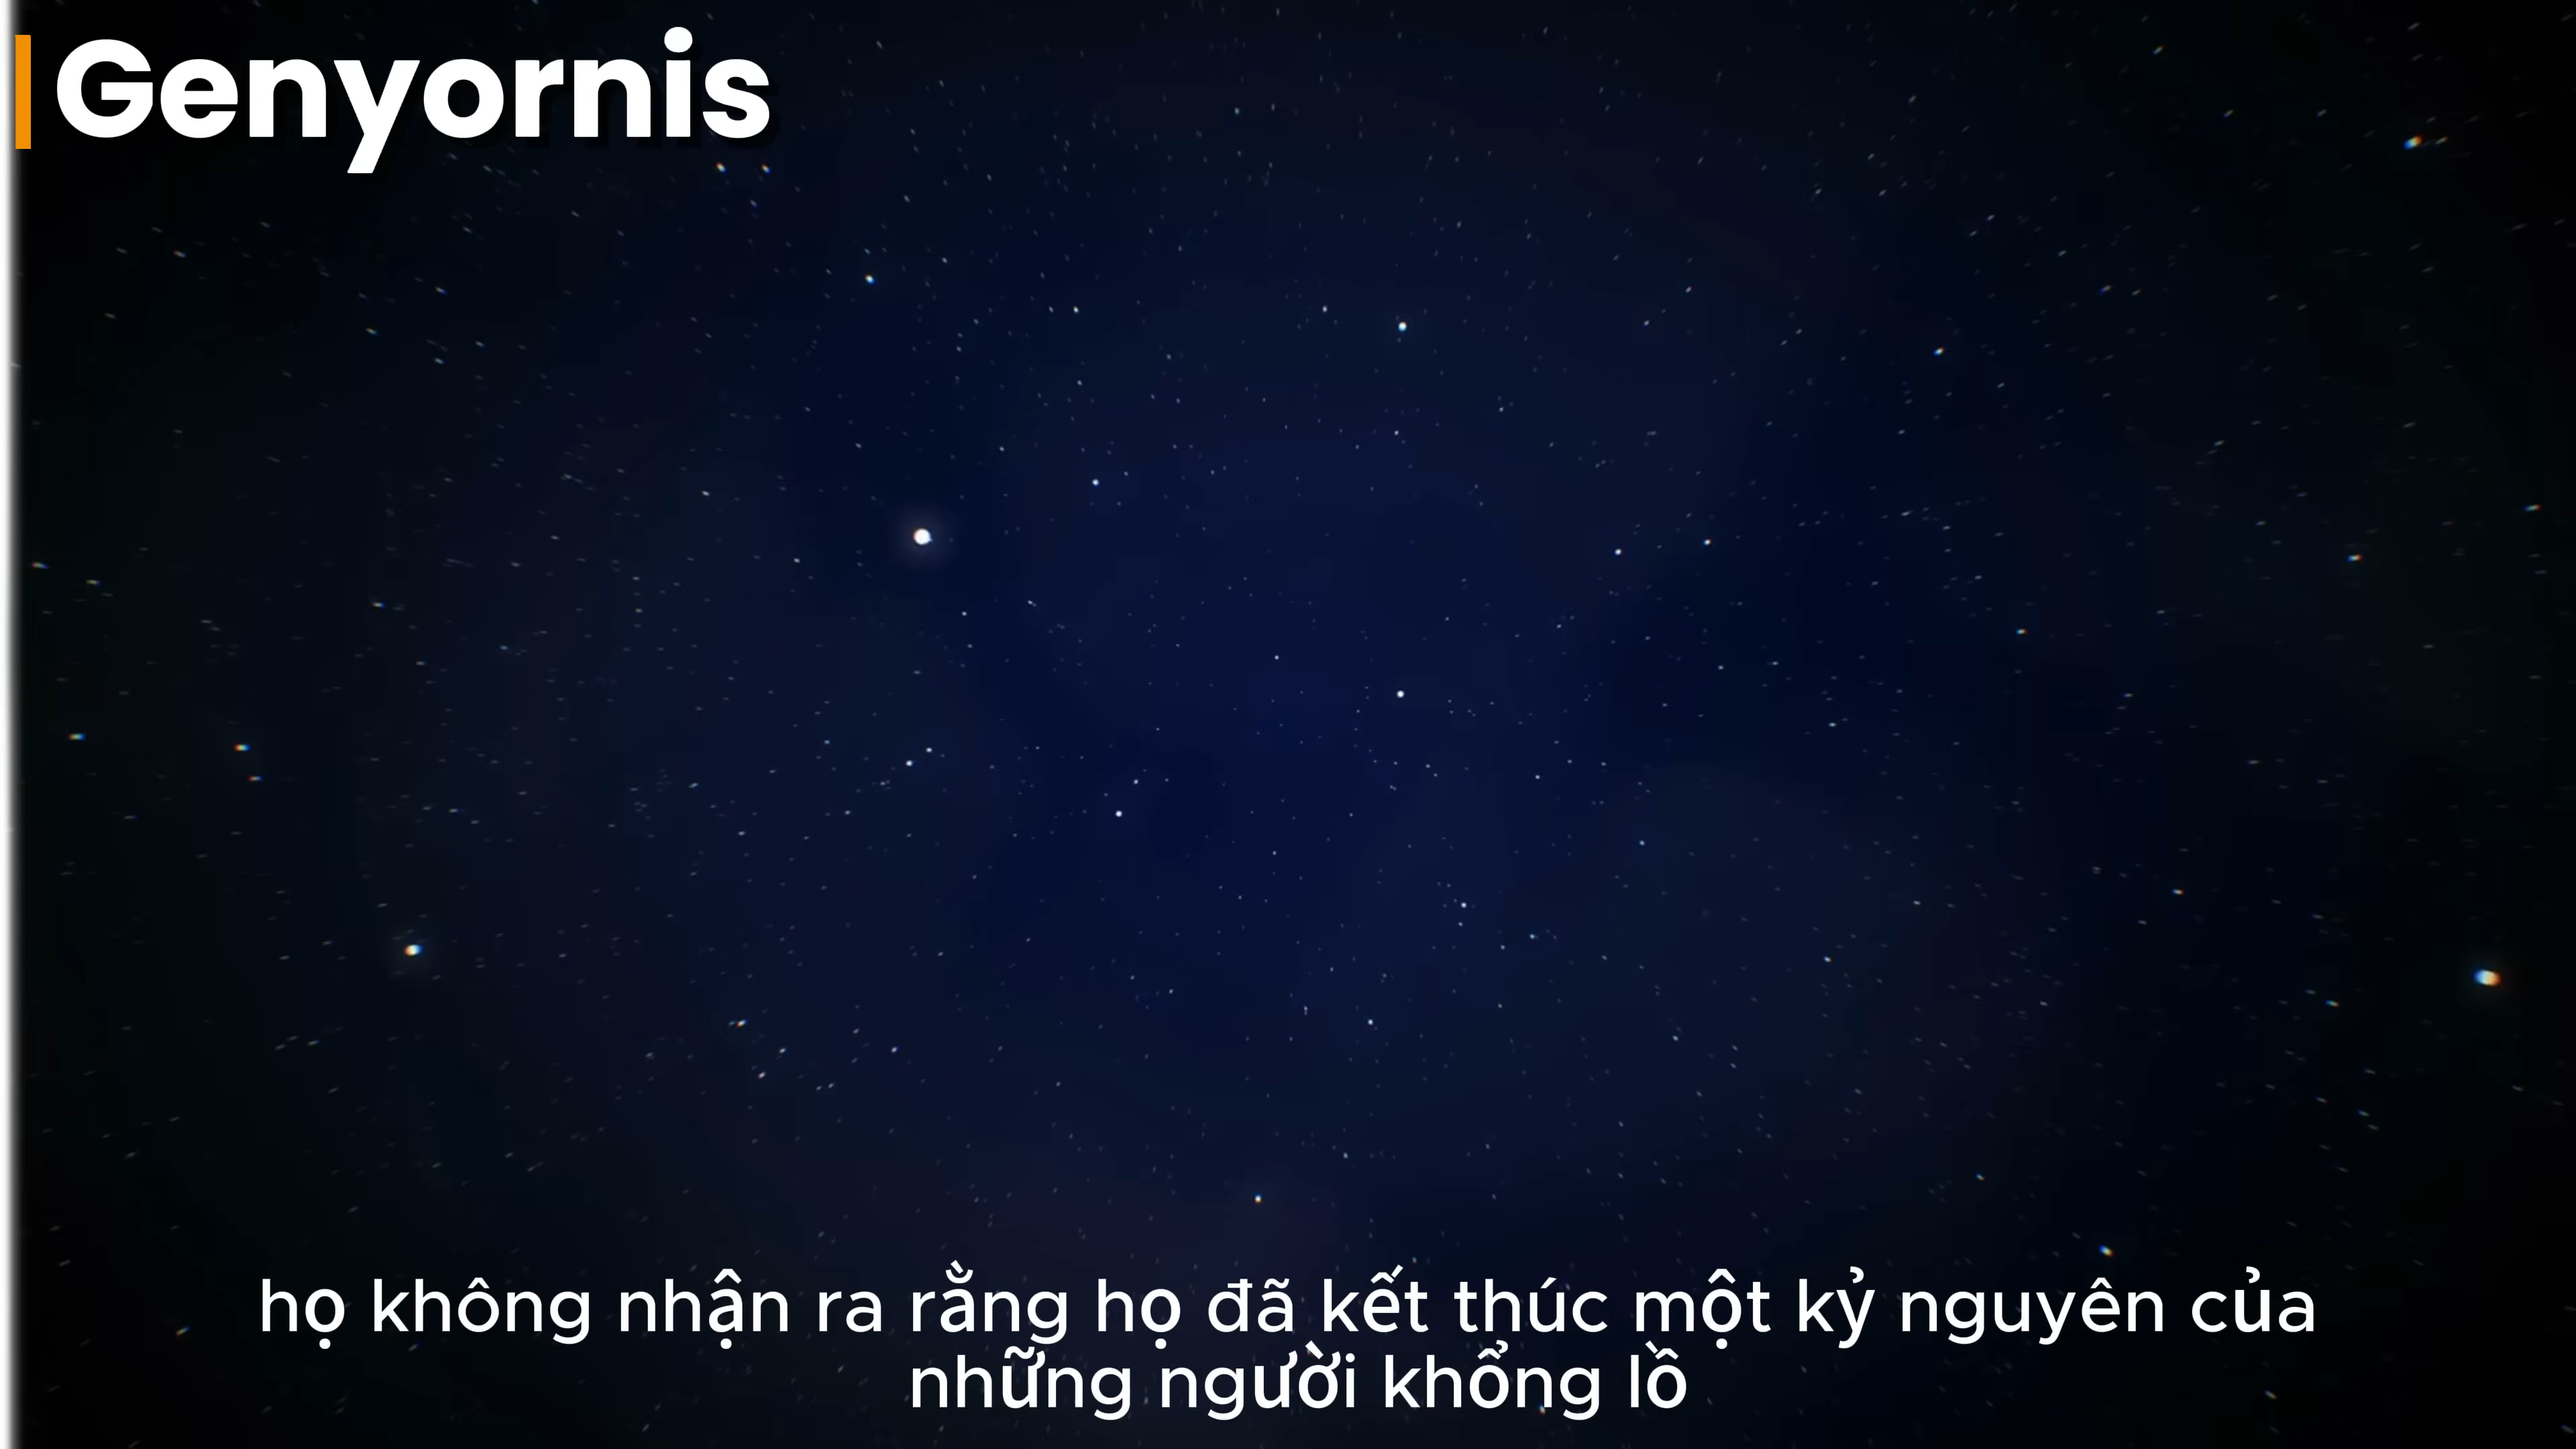 Genyornis
họ không nhận ra rằng họ đã kết thúc một kỷ nguyên của
những người khổng lồ